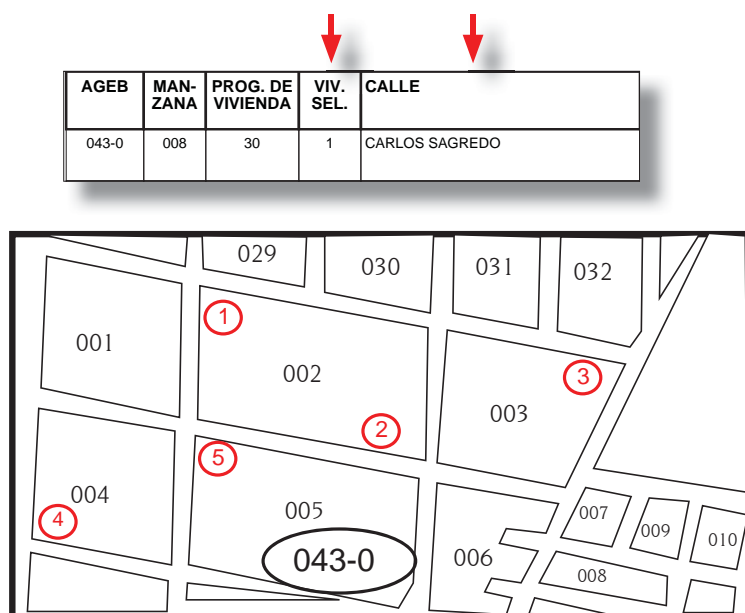 AGEB MAN-ZANA PROG. DE VIVIENDA VIV. SEL. CALLE
043-0 008 30 1 CARLOS SAGREDO
029 030 031 032
001 1 002 3 003
2
5
004 4 005 007 009 010
043-0 006 008